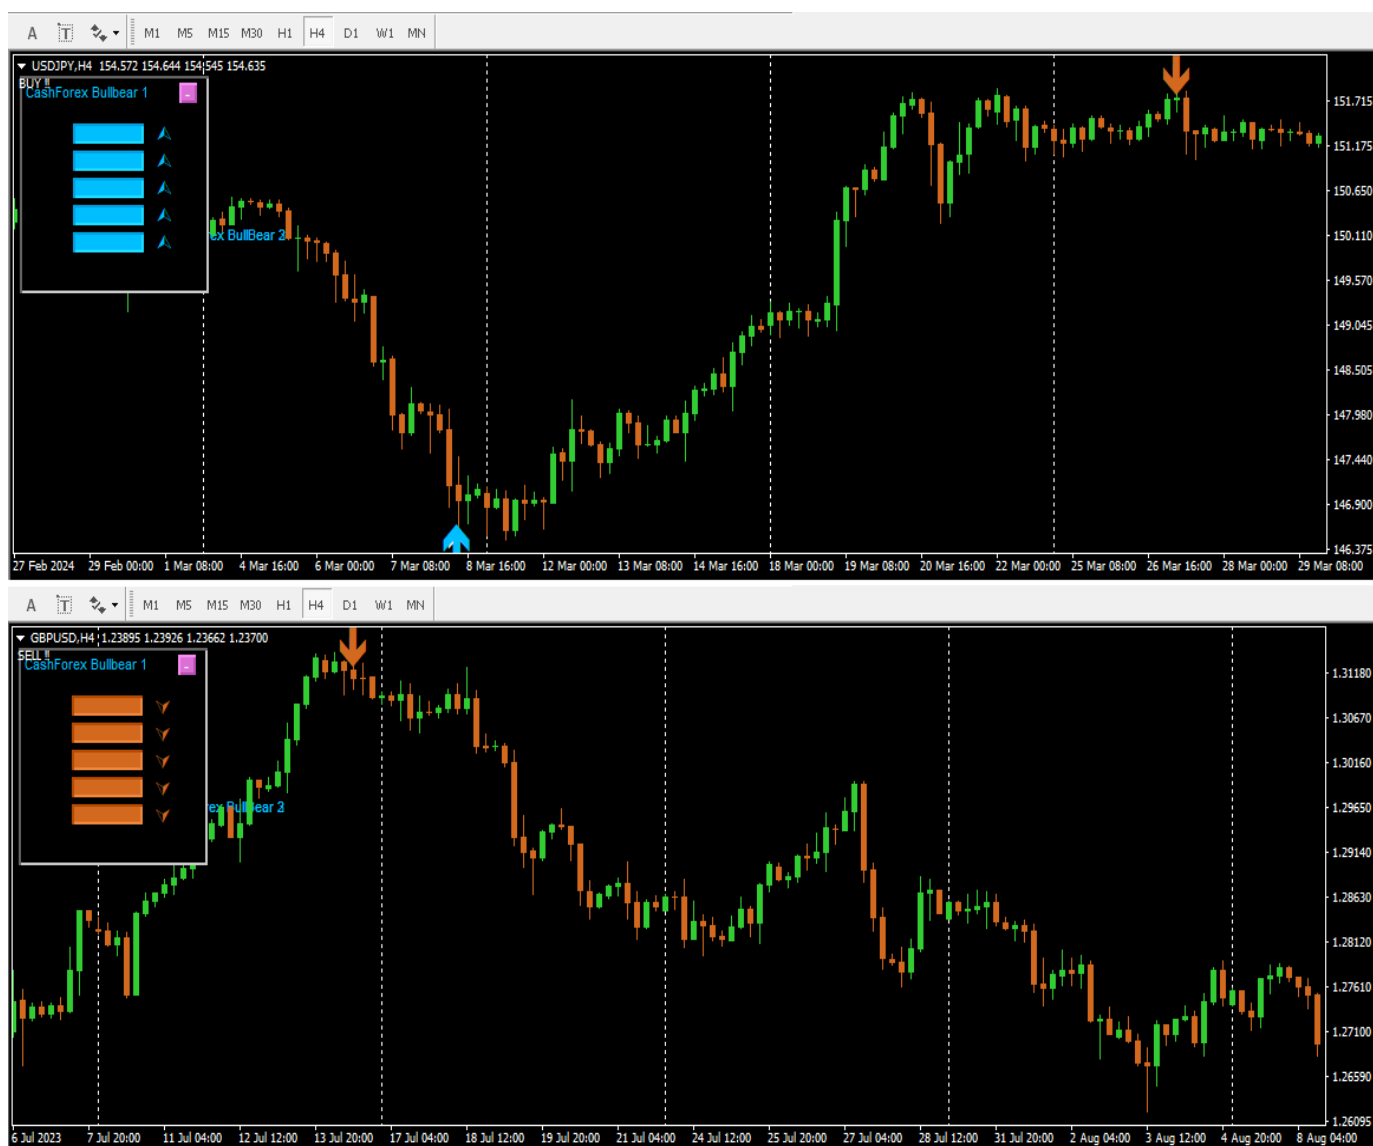 A T M1 M5 M15 M30 H1 H4 D1 W1 MN
USDJPY,H4 154.572 154.644 154.545 154.635
BUY !!
CashForex Bullbear 1
-
ex BullBear 2
151.715
151.175
150.650
150.110
149.570
149.045
148.505
147.980
147.440
146.900
146.375
27 Feb 2024 29 Feb 00:00 1 Mar 08:00 4 Mar 16:00 6 Mar 00:00 7 Mar 08:00 8 Mar 16:00 12 Mar 00:00 13 Mar 08:00 14 Mar 16:00 18 Mar 00:00 19 Mar 08:00 20 Mar 16:00 22 Mar 00:00 25 Mar 08:00 26 Mar 16:00 28 Mar 00:00 29 Mar 08:00
A T M1 M5 M15 M30 H1 H4 D1 W1 MN
GBPUSD,H4 1.23895 1.23926 1.23662 1.23700
SELL !!
CashForex Bullbear 1
-
ex BullBear 2
1.31180
1.30670
1.30160
1.29650
1.29140
1.28630
1.28120
1.27610
1.27100
1.26590
1.26095
6 Jul 2023 7 Jul 20:00 11 Jul 04:00 12 Jul 12:00 13 Jul 20:00 17 Jul 04:00 18 Jul 12:00 19 Jul 20:00 21 Jul 04:00 24 Jul 12:00 25 Jul 20:00 27 Jul 04:00 28 Jul 12:00 31 Jul 20:00 2 Aug 04:00 3 Aug 12:00 4 Aug 20:00 8 Aug 04:00